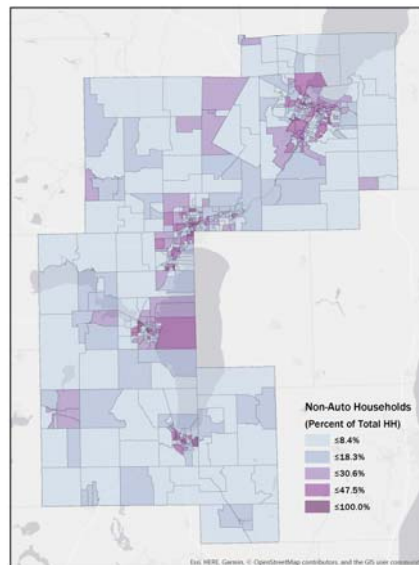 Non-Auto Households
(Percent of Total HH)
≤8.4%
≤18.3%
≤30.6%
≤47.5%
≤100.0%
Esri, HERE, Garmin, © OpenStreetMap contributors, and the GIS user community